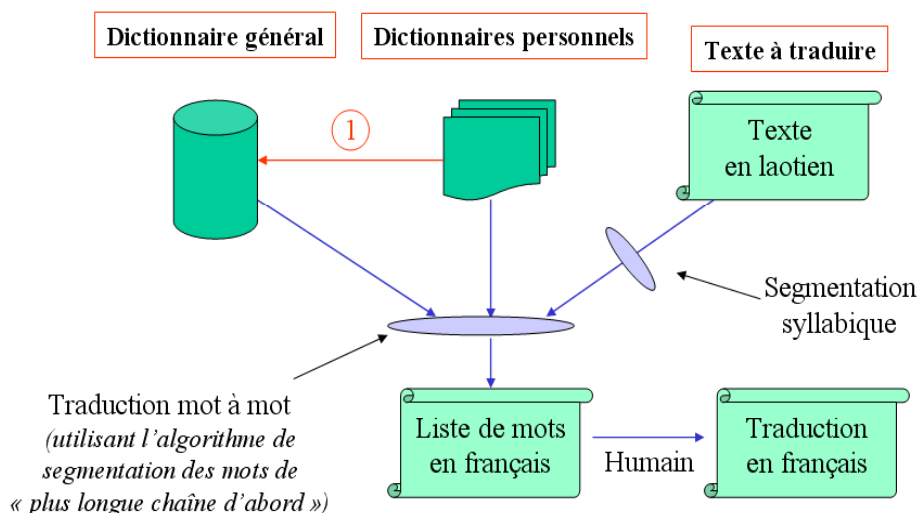 Dictionnaire général
Dictionnaires personnels
Texte à traduire
1
Texte
en laotien
Segmentation
syllabique
Traduction mot à mot
(utilisant l’algorithme de
segmentation des mots de
« plus longue chaîne d’abord »)
Liste de mots
en français
Humain
Traduction
en français